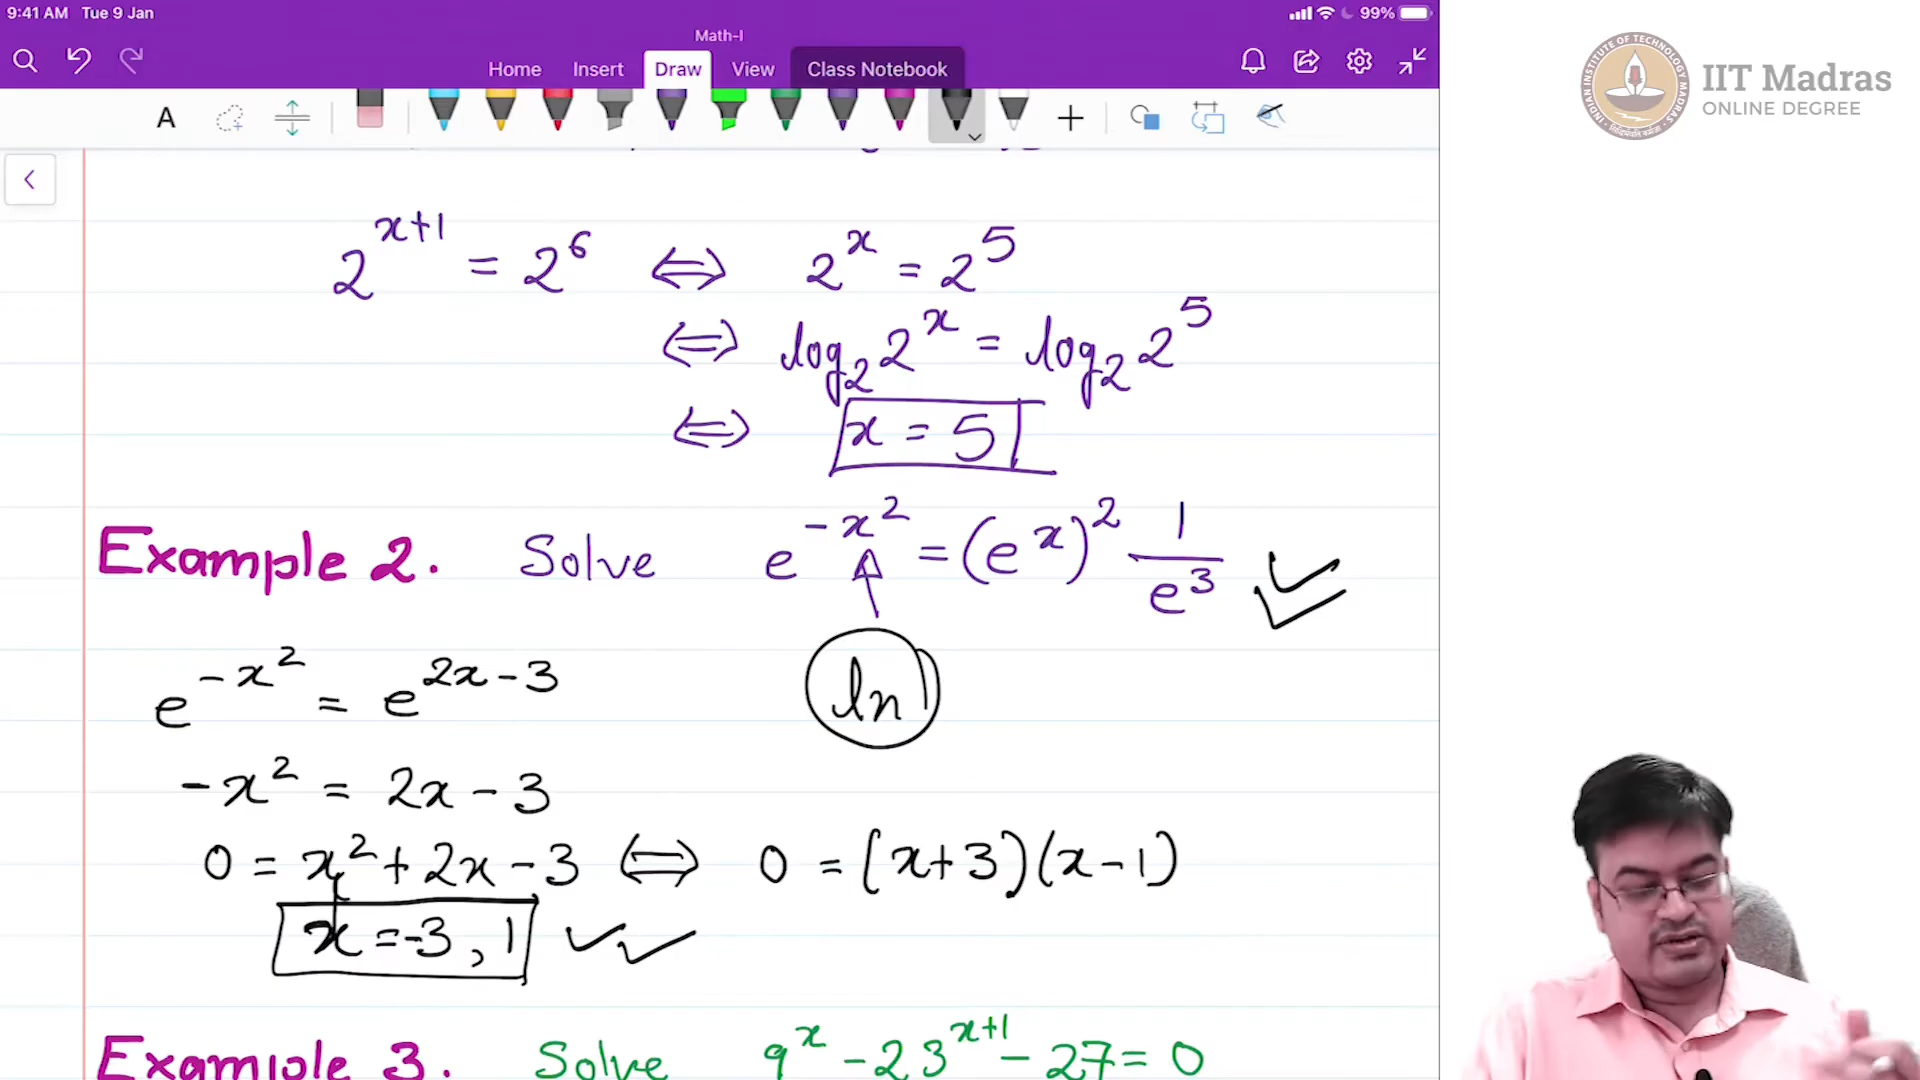 9:41 AM Tue 9 Jan
99%
Math-I
Home Insert Draw View Class Notebook
IIT Madras
ONLINE DEGREE
A
2^{x+1} = 2^6 ⇔ 2^x = 2^5
⇔ log_2 2^x = log_2 2^5
⇔ x = 5
Example 2. Solve e^{-x^2} = (e^x)^2 \frac{1}{e^3}
ln
e^{-x^2} = e^{2x-3}
-x^2 = 2x - 3
0 = x^2 + 2x - 3 ⇔ 0 = (x+3)(x-1)
x = -3, 1
Example 3. Solve 9^x - 2 3^{x+1} - 27 = 0